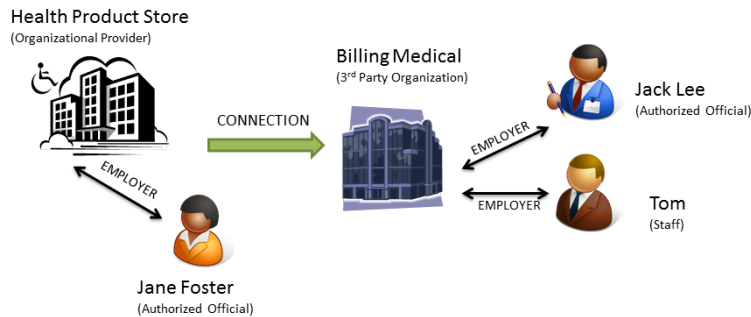 Health Product Store
(Organizational Provider)
Billing Medical
(3rd Party Organization)
Jack Lee
(Authorized Official)
CONNECTION
EMPLOYER
EMPLOYER
EMPLOYER
Tom
(Staff)
Jane Foster
(Authorized Official)